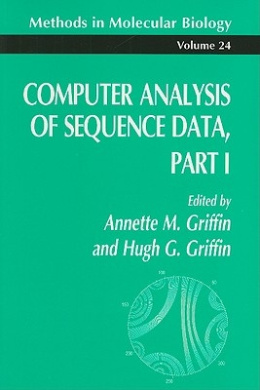 Methods in Molecular Biology
Volume 24
COMPUTER ANALYSIS
OF SEQUENCE DATA,
PART I
Edited by
Annette M. Griffin
and Hugh G. Griffin